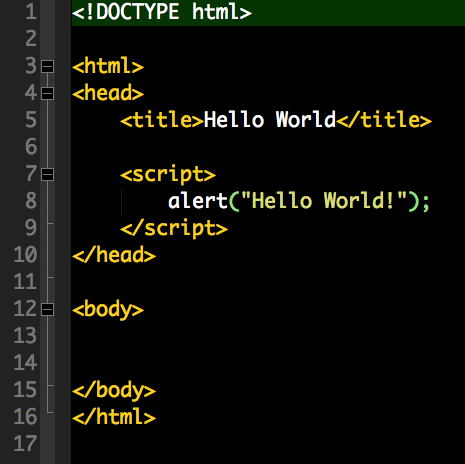 1 <!DOCTYPE html>
2
3 <html>
4 <head>
5     <title>Hello World</title>
6
7     <script>
8         alert("Hello World!");
9     </script>
10 </head>
11
12 <body>
13
14
15 </body>
16 </html>
17